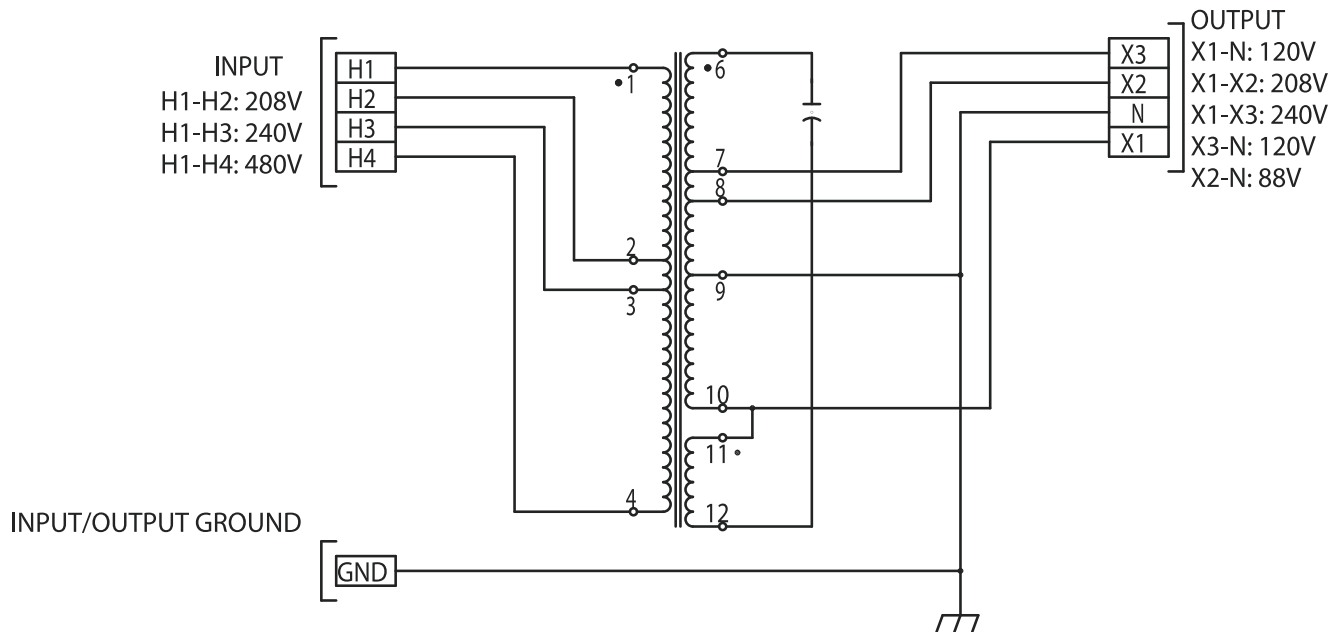 INPUT
H1-H2: 208V
H1-H3: 240V
H1-H4: 480V
H1
H2
H3
H4
1
2
3
4
6
7
8
9
10
11
12
X3
X2
N
X1
OUTPUT
X1-N: 120V
X1-X2: 208V
X1-X3: 240V
X3-N: 120V
X2-N: 88V
INPUT/OUTPUT GROUND
GND